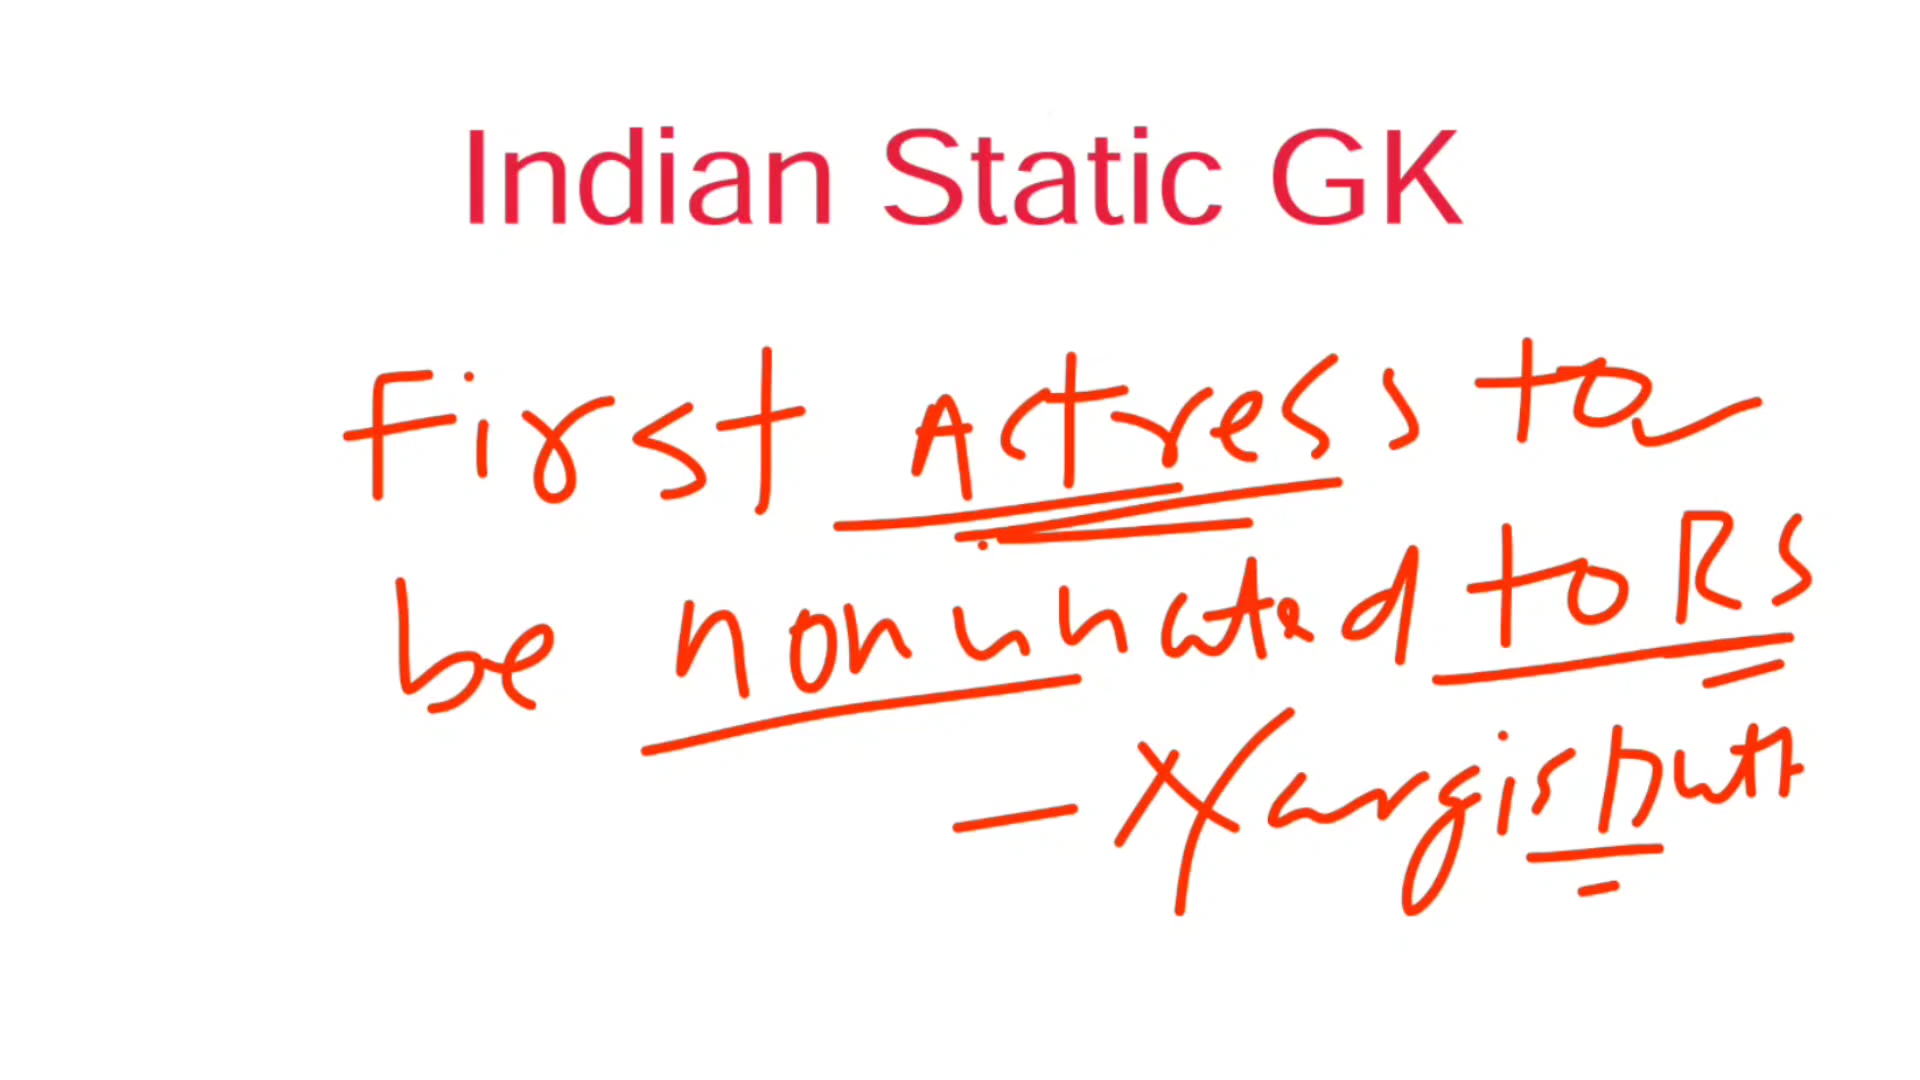 Indian Static GK
First Actress to
be nominated to RS
- Nargis Dutt